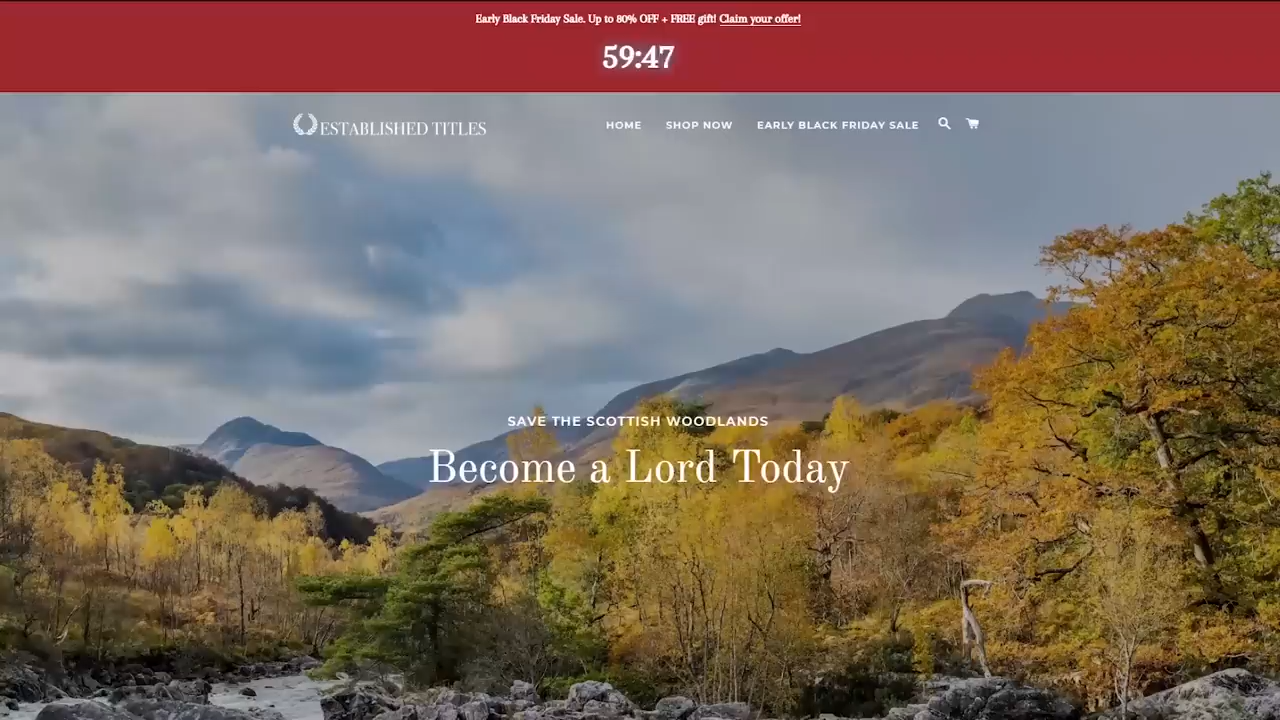 Early Black Friday Sale. Up to 80% OFF + FREE gift! Claim your offer!
59:47
ESTABLISHED TITLES
HOME SHOP NOW EARLY BLACK FRIDAY SALE
SAVE THE SCOTTISH WOODLANDS
Become a Lord Today